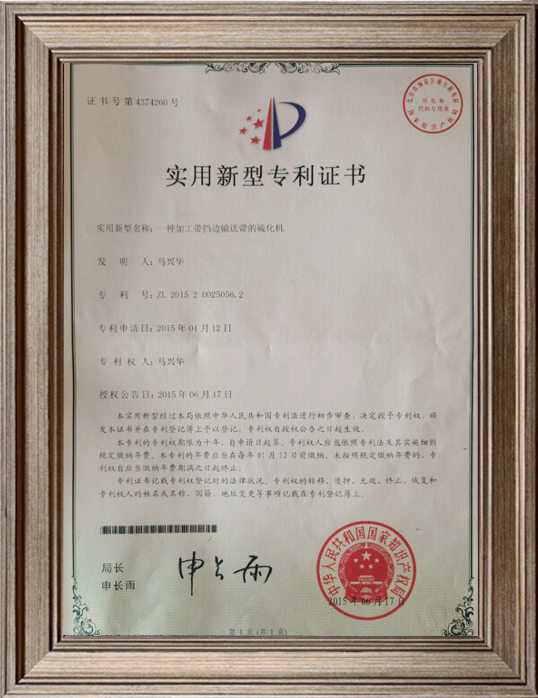 证书号第4374260号
实用新型专利证书
实用新型名称：一种加工带挡边输送带的硫化机
发 明 人：马兴华
专 利 号：ZL 2015 2 0025056.2
专利申请日：2015年01月12日
专 利 权 人：马兴华
授权公告日：2015年06月17日
本实用新型经过本局依照中华人民共和国专利法进行初步审查，决定授予专利权，颁
发本证书并在专利登记簿上予以登记。专利权自授权公告之日起生效。
本专利的专利权期限为十年，自申请日起算。专利权人应当依照专利法及其实施细则
规定缴纳年费。本专利的年费应当在每年01月12日前缴纳。未按照规定缴纳年费的，专
利权自应当缴纳年费期满之日起终止。
专利证书记载专利权登记时的法律状况。专利权的转移、质押、无效、终止、恢复和
专利权人的姓名或名称、国籍、地址变更等事项记载在专利登记簿上。
局长
申长雨
申长雨
中华人民共和国国家知识产权局
2015年06月17日
第1页（共1页）